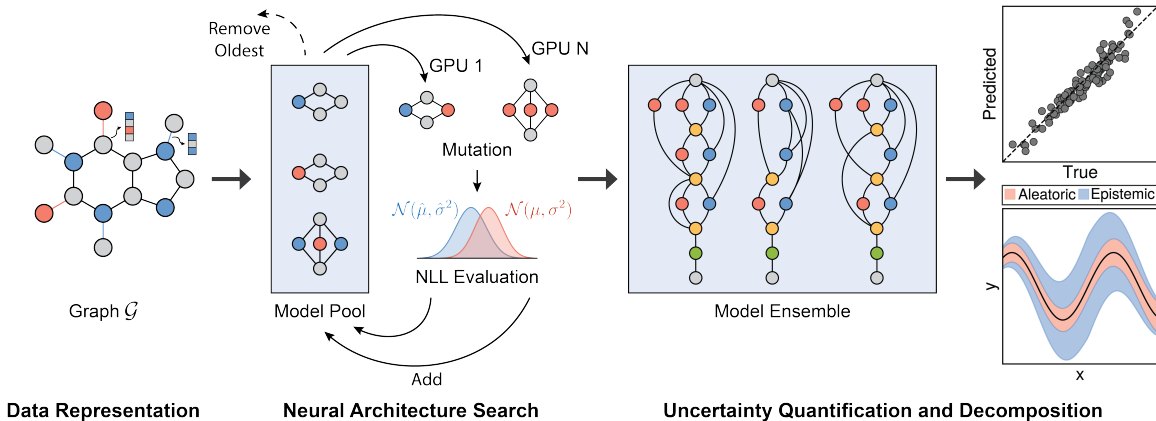 Remove
Oldest
GPU 1
GPU N
Mutation
𝒩(μ̂, σ̂²)
𝒩(μ, σ²)
NLL Evaluation
Graph 𝒢
Model Pool
Add
Model Ensemble
Predicted
True
Aleatoric
Epistemic
y
x
Data Representation
Neural Architecture Search
Uncertainty Quantification and Decomposition